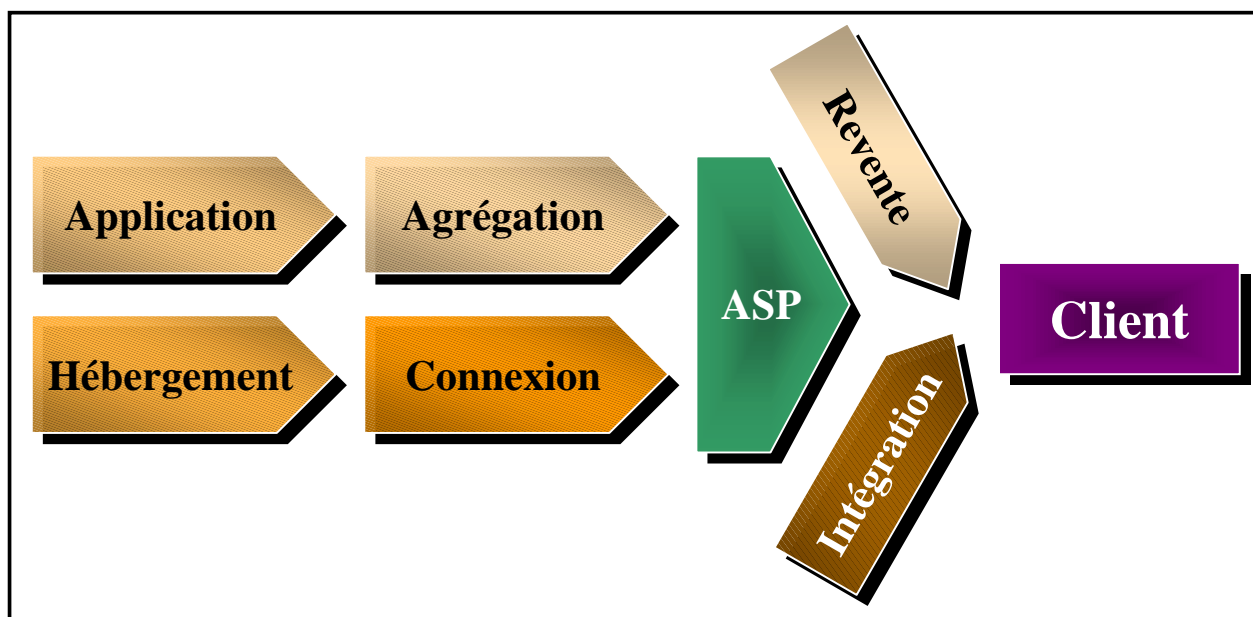 Application
Agrégation
Hébergement
Connexion
ASP
Revente
Intégration
Client